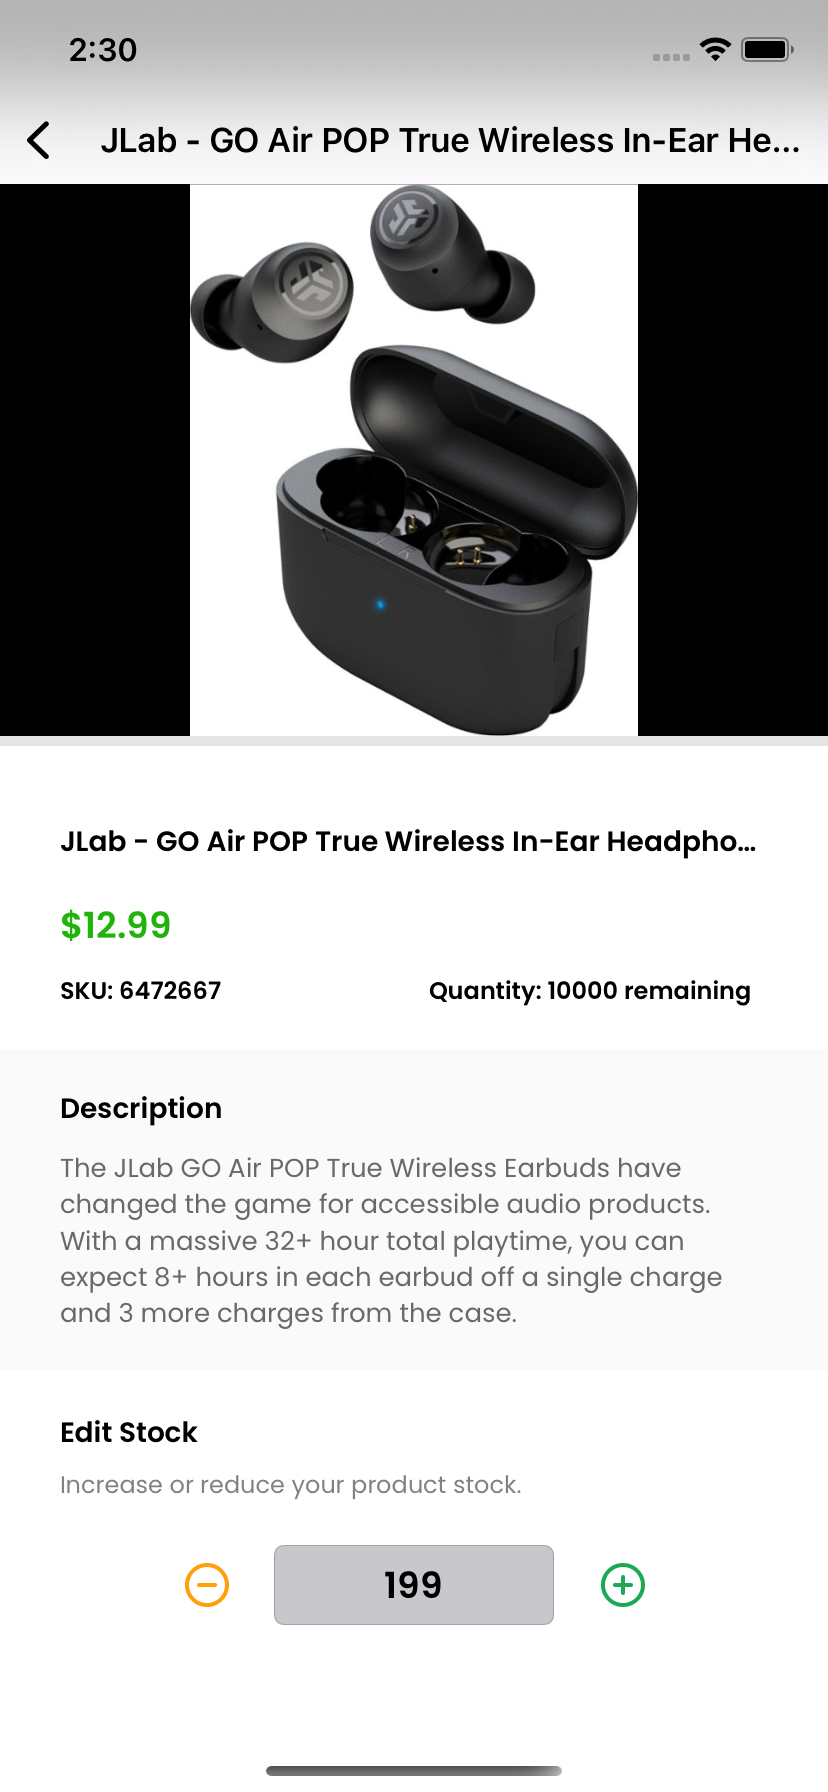 2:30
JLab - GO Air POP True Wireless In-Ear He...
JLab - GO Air POP True Wireless In-Ear Headpho...
$12.99
SKU: 6472667 Quantity: 10000 remaining
Description
The JLab GO Air POP True Wireless Earbuds have
changed the game for accessible audio products.
With a massive 32+ hour total playtime, you can
expect 8+ hours in each earbud off a single charge
and 3 more charges from the case.
Edit Stock
Increase or reduce your product stock.
199